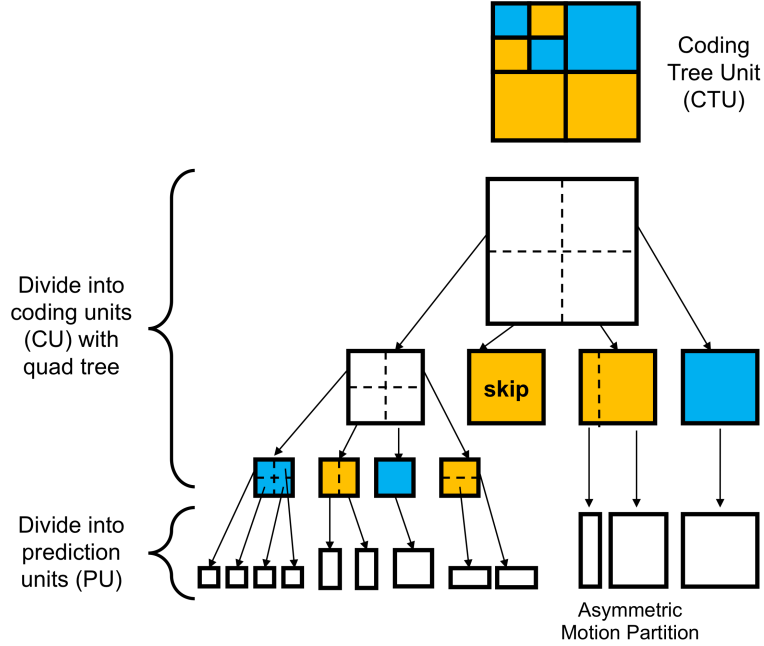 Coding
Tree Unit
(CTU)
Divide into
coding units
(CU) with
quad tree
skip
Divide into
prediction
units (PU)
Asymmetric
Motion Partition